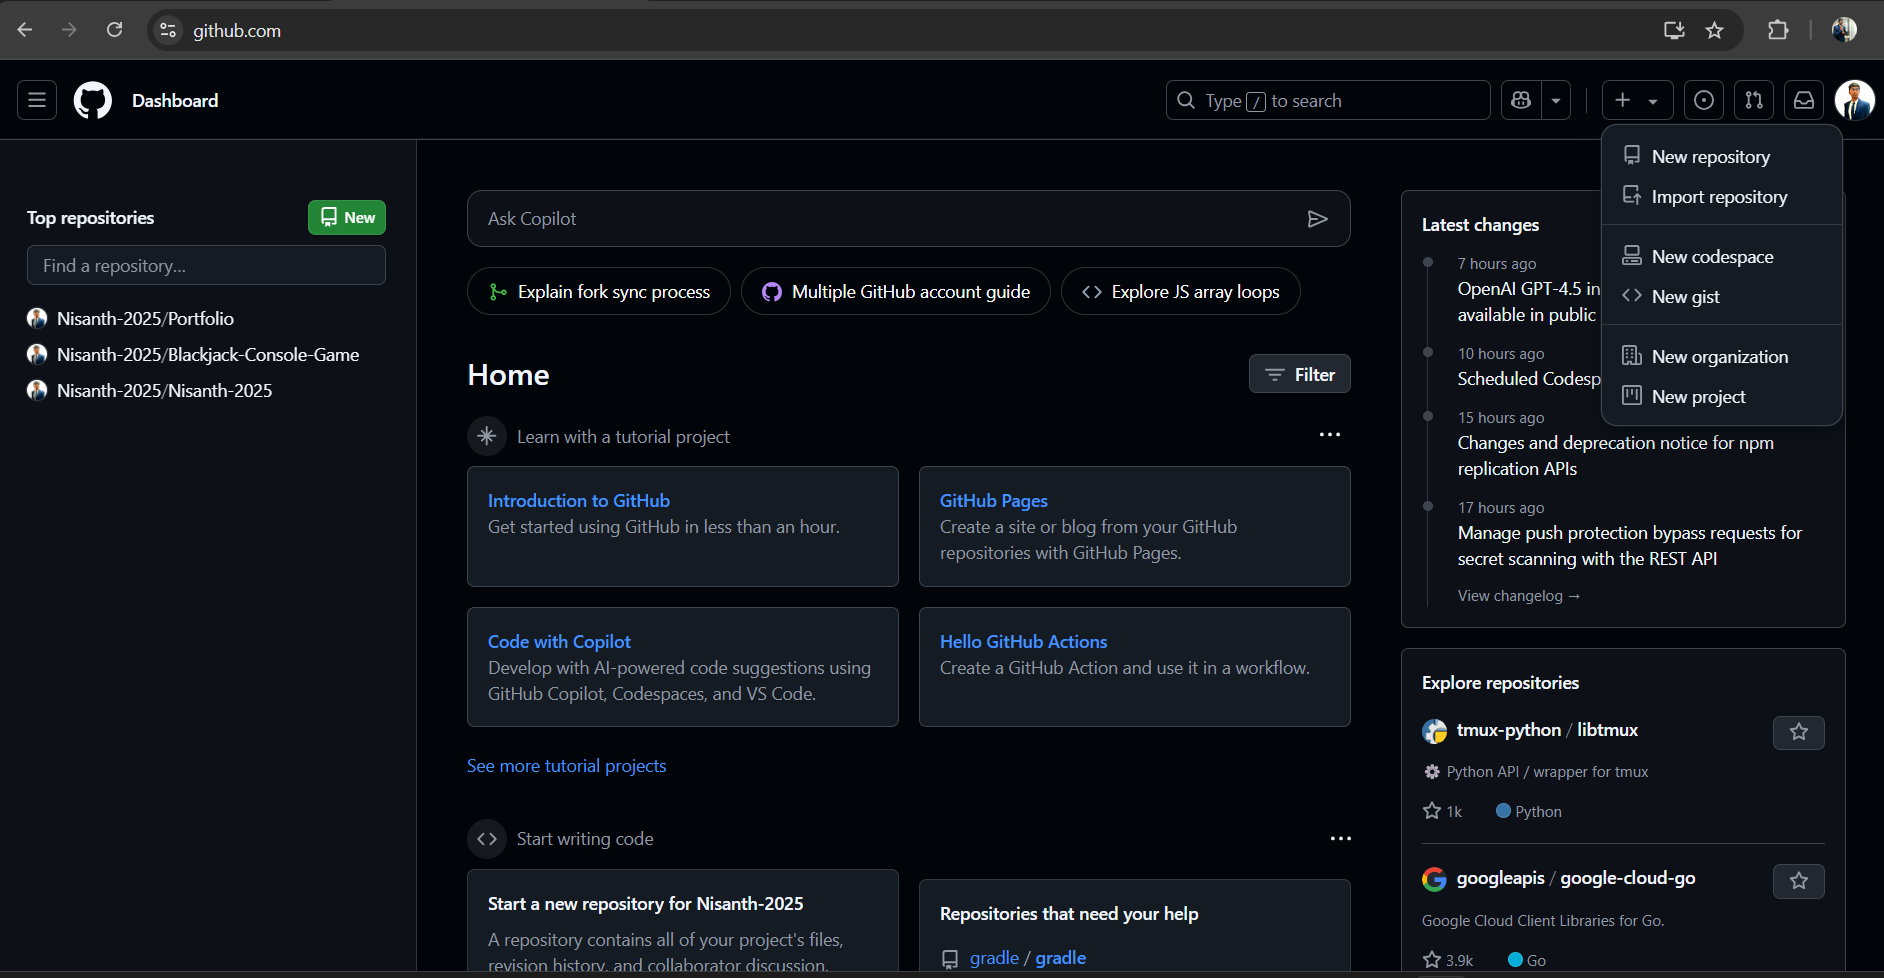 github.com
Dashboard
Type / to search
New repository
Import repository
New codespace
New gist
New organization
New project
Top repositories
New
Find a repository...
Nisanth-2025/Portfolio
Nisanth-2025/Blackjack-Console-Game
Nisanth-2025/Nisanth-2025
Ask Copilot
Explain fork sync process
Multiple GitHub account guide
Explore JS array loops
Home
Filter
Learn with a tutorial project
Introduction to GitHub
Get started using GitHub in less than an hour.
GitHub Pages
Create a site or blog from your GitHub
repositories with GitHub Pages.
Code with Copilot
Develop with AI-powered code suggestions using
GitHub Copilot, Codespaces, and VS Code.
Hello GitHub Actions
Create a GitHub Action and use it in a workflow.
See more tutorial projects
Start writing code
Start a new repository for Nisanth-2025
A repository contains all of your project's files,
revision history, and collaborator discussion.
Repositories that need your help
gradle / gradle
Latest changes
7 hours ago
OpenAI GPT-4.5 in
available in public
10 hours ago
Scheduled Codesp
15 hours ago
Changes and deprecation notice for npm
replication APIs
17 hours ago
Manage push protection bypass requests for
secret scanning with the REST API
View changelog →
Explore repositories
tmux-python / libtmux
Python API / wrapper for tmux
1k
Python
googleapis / google-cloud-go
Google Cloud Client Libraries for Go.
3.9k
Go